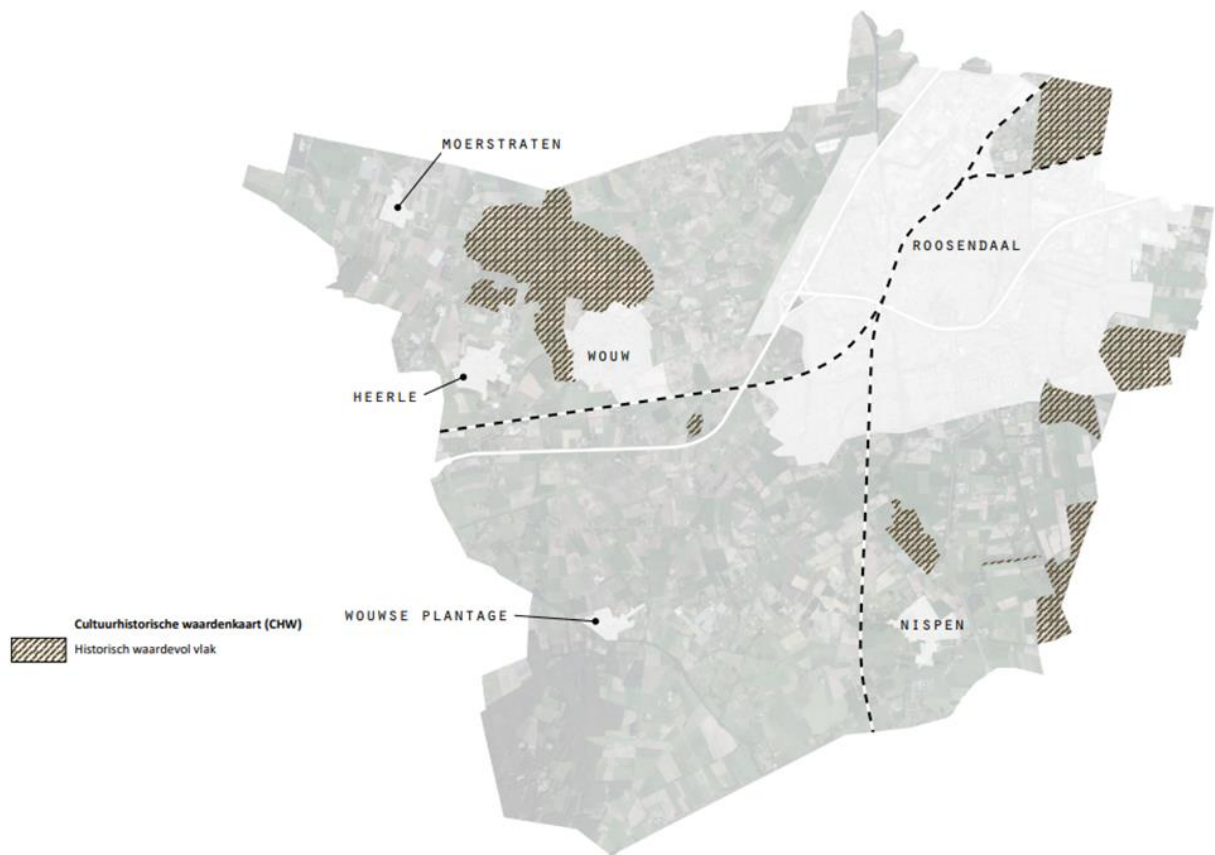 MOERSTRATEN
ROOSENDAAL
WOUW
HEERLE
WOUWSE PLANTAGE
NISPEN
Cultuurhistorische waardenkaart (CHW)
Historisch waardevol vlak